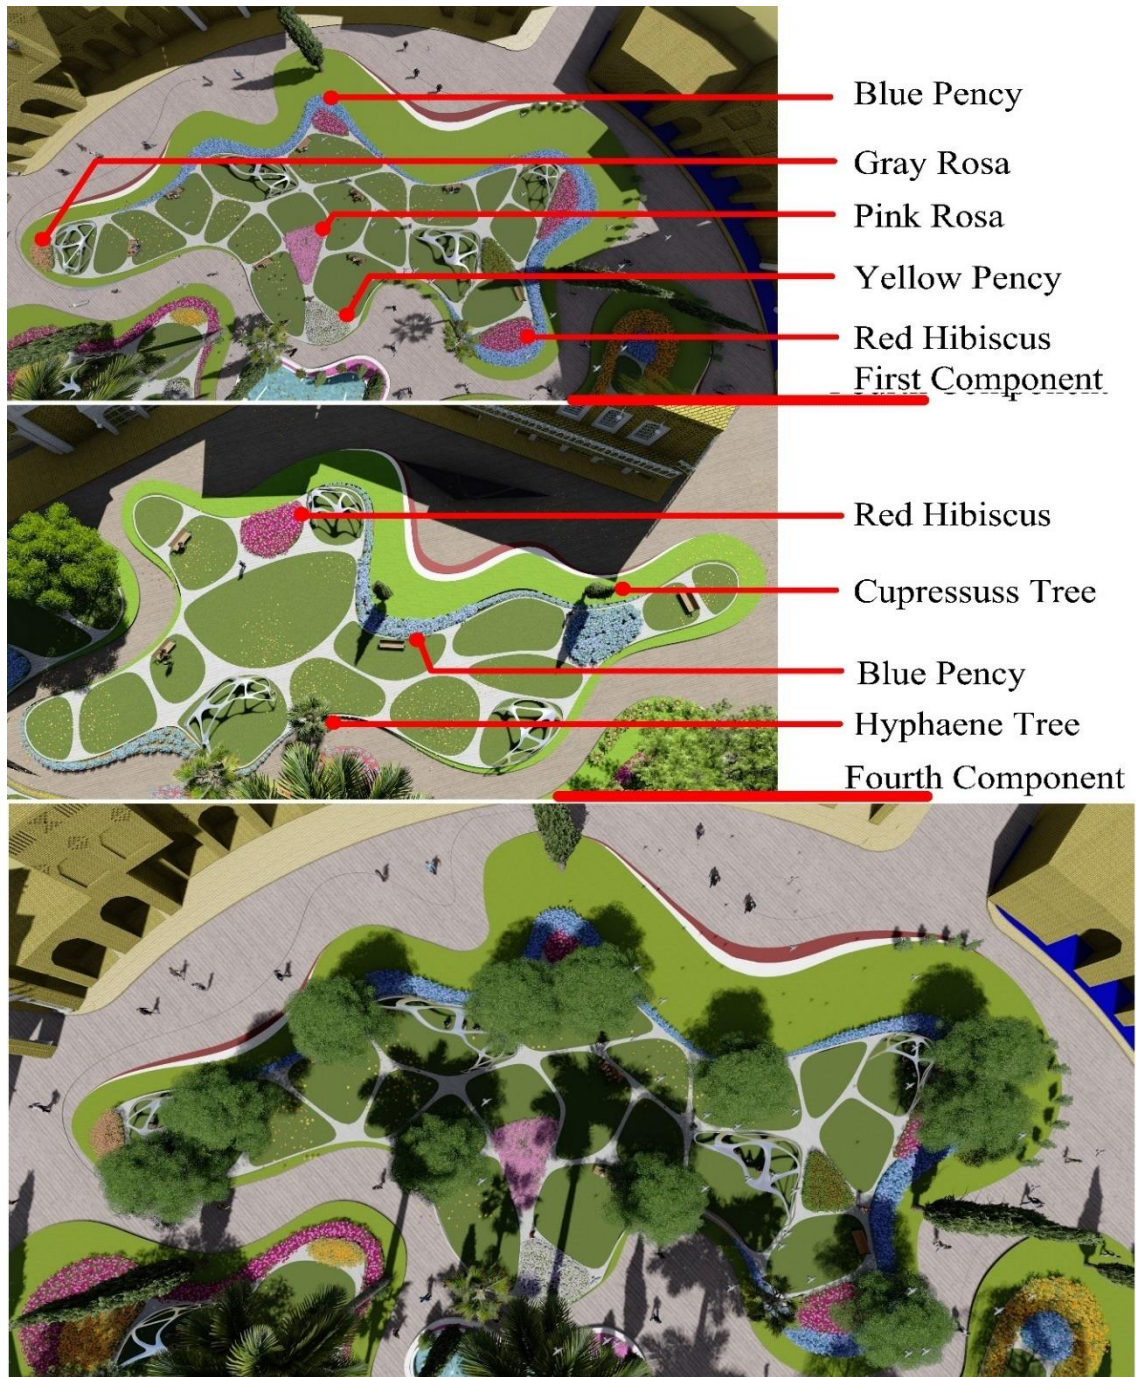 Blue Pency
Gray Rosa
Pink Rosa
Yellow Pency
Red Hibiscus
First Component
Red Hibiscus
Cupressuss Tree
Blue Pency
Hyphaene Tree
Fourth Component